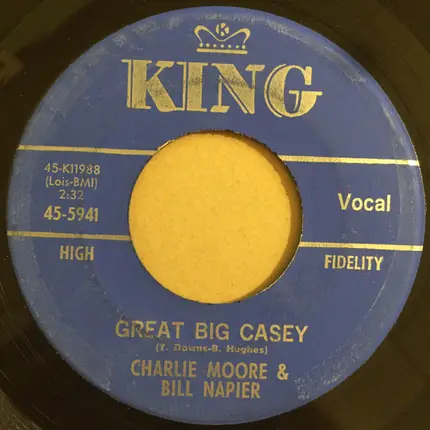 K
KING
45-K11988
(Lois-BMI)
2:32
45-5941
Vocal
HIGH
FIDELITY
GREAT BIG CASEY
(T. Downs-B. Hughes)
CHARLIE MOORE &
BILL NAPIER